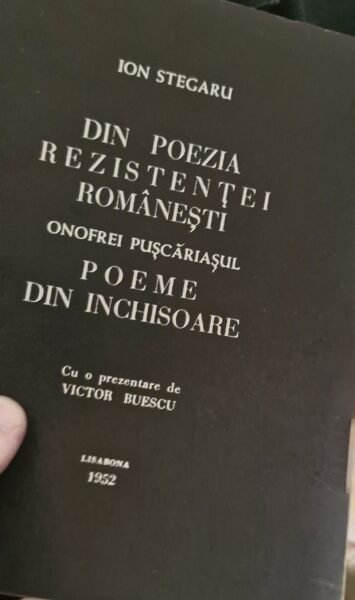 ION STEGARU
DIN POEZIA
REZISTENŢEI
ROMÂNEŞTI
ONOFREI PUŞCĂRIAŞUL
POEME
DIN INCHISOARE
Cu o prezentare de
VICTOR BUESCU
LISABONA
1952